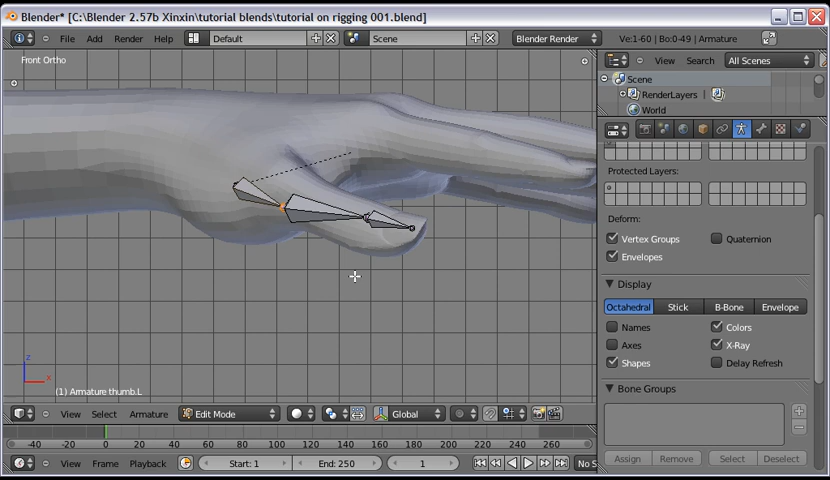 Blender* [C:\Blender 2.57b Xinxin\tutorial blends\tutorial on rigging 001.blend]
File Add Render Help Default Scene Blender Render Ve:1-60 | Bo:0-49 | Armature
View Search All Scenes
Front Ortho
Scene
RenderLayers |
World
Protected Layers:
Deform:
Vertex Groups Quaternion
Envelopes
Display
Octahedral Stick B-Bone Envelope
Names Colors
Axes X-Ray
Shapes Delay Refresh
Bone Groups
z
x
(1) Armature thumb.L
View Select Armature Edit Mode Global
-40 -20 0 20 40 60 80 100 120 140 160 180 200 220 240 260
Assign Remove Select Deselect
View Frame Playback Start: 1 End: 250 1 No S